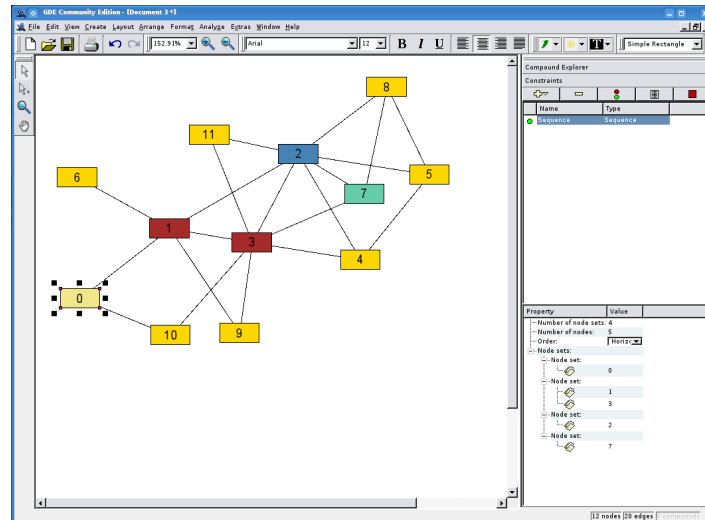 GDE Community Edition - [Document 3 *]
File Edit View Create Layout Arrange Format Analyze Extras Window Help
152.91% Arial 12 B I U T Simple Rectangle
Compound Explorer
Constraints
Name Type
Sequence Sequence
8
11
2
5
6
7
1
3
4
0
10
9
Property Value
Number of node sets: 4
Number of nodes: 5
Order: Horizo
Node sets:
Node set:
0
Node set:
1
3
Node set:
2
Node set:
7
12 nodes 20 edges compounds